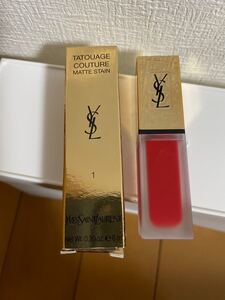 TATOUAGE
COUTURE
MATTE STAIN
YSL
1
YVES SAINT LAURENT
YSL